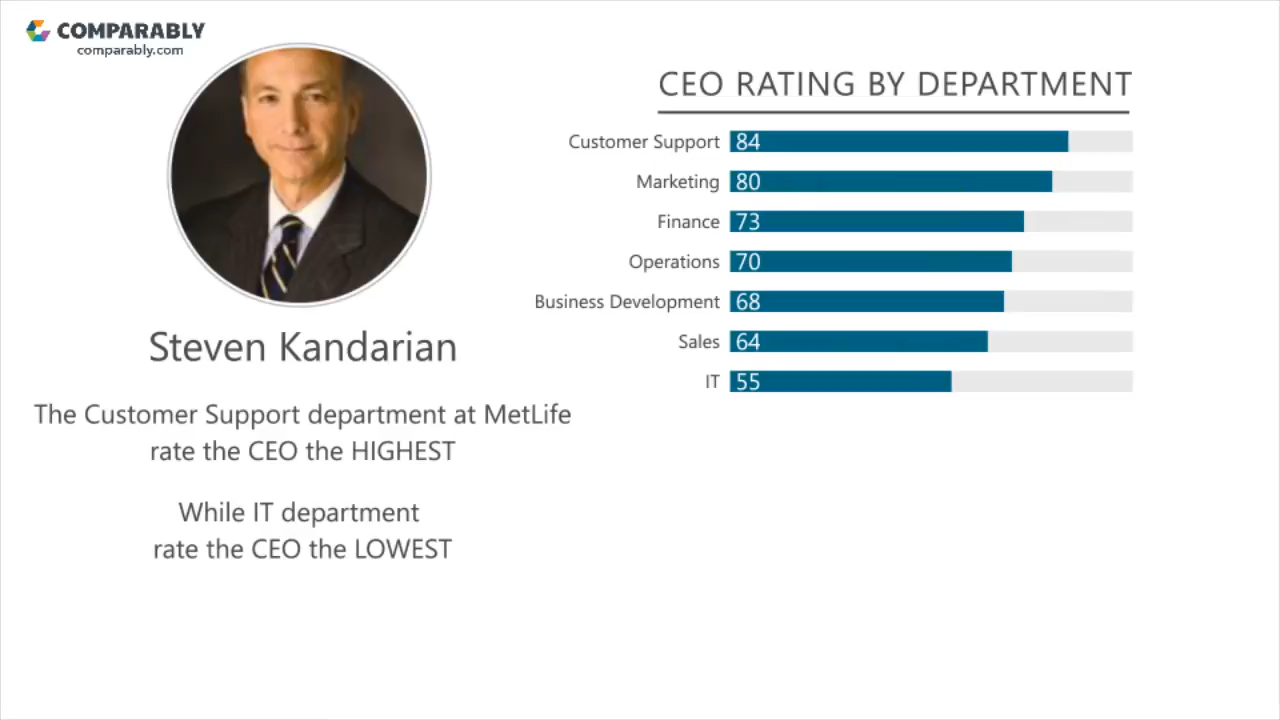 COMPARABLY
comparably.com
Steven Kandarian
The Customer Support department at MetLife
rate the CEO the HIGHEST
While IT department
rate the CEO the LOWEST
CEO RATING BY DEPARTMENT
Customer Support 84
Marketing 80
Finance 73
Operations 70
Business Development 68
Sales 64
IT 55